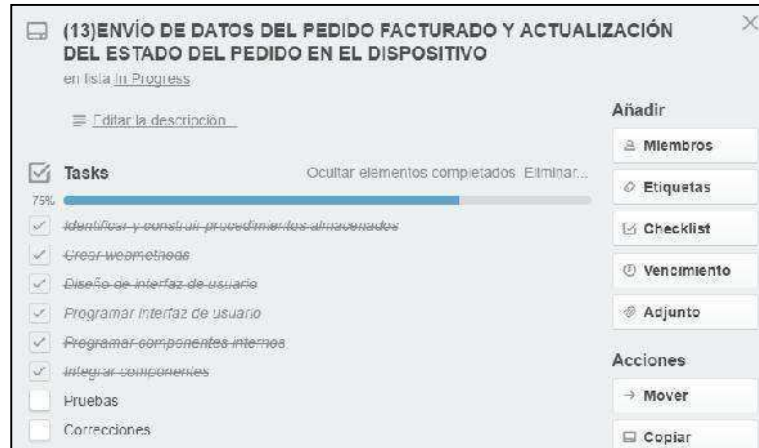 (13)ENVÍO DE DATOS DEL PEDIDO FACTURADO Y ACTUALIZACIÓN
DEL ESTADO DEL PEDIDO EN EL DISPOSITIVO
en lista In Progress
Editar la descripción...
Tasks
Ocultar elementos completados Eliminar...
75%
Identificar y construir procedimientos almacenados
Crear webmethods
Diseño de interfaz de usuario
Programar interfaz de usuario
Programar componentes internos
Integrar componentes
Pruebas
Correcciones
Añadir
Miembros
Etiquetas
Checklist
Vencimiento
Adjunto
Acciones
Mover
Copiar